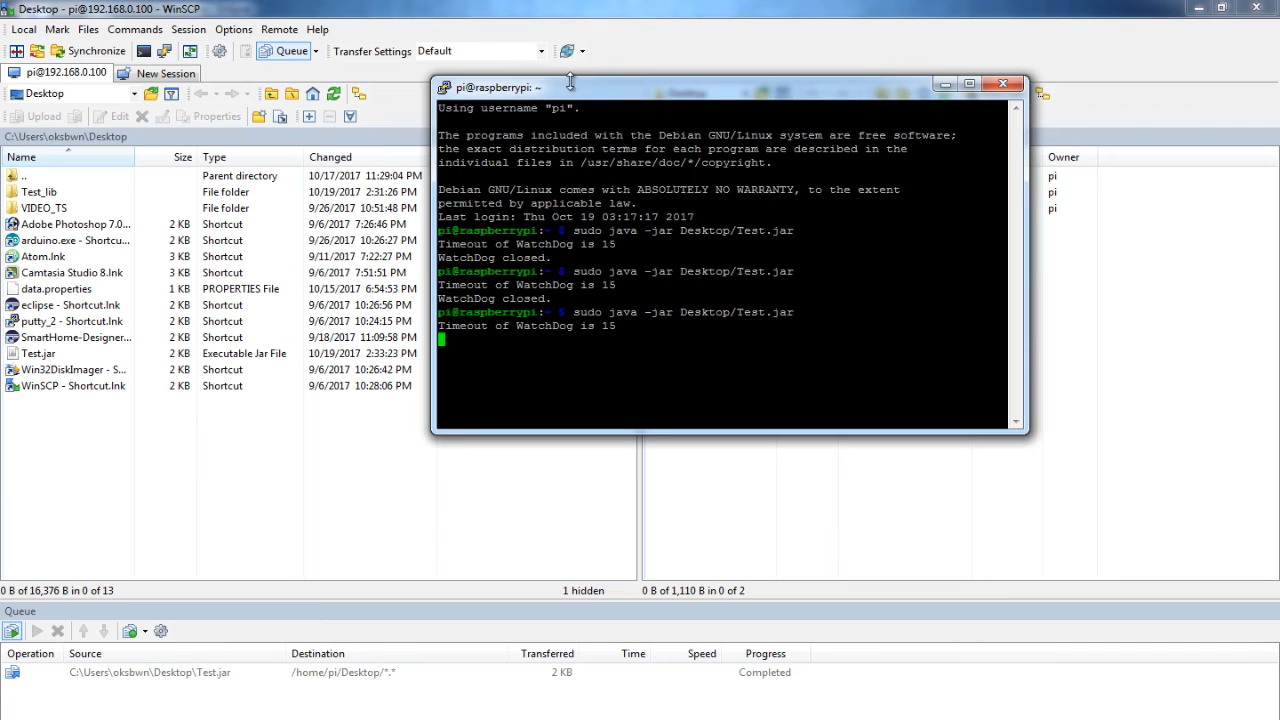 Desktop - pi@192.168.0.100 - WinSCP
Local Mark Files Commands Session Options Remote Help
Synchronize Queue Transfer Settings Default
pi@192.168.0.100 New Session
Desktop
Upload Edit Properties
C:\Users\oksbwn\Desktop
Name Size Type Changed
.. Parent directory 10/17/2017 11:29:04 PM
Test_lib File folder 10/19/2017 2:31:26 PM
VIDEO_TS File folder 9/26/2017 10:51:48 PM
Adobe Photoshop 7.0... 2 KB Shortcut 9/6/2017 10:26:33 PM
arduino.exe - Shortcu... 2 KB Shortcut 9/6/2017 10:26:27 PM
Atom.lnk 3 KB Shortcut 9/11/2017 7:22:27 PM
Camtasia Studio 8.lnk 3 KB Shortcut 9/6/2017 7:51:51 PM
data.properties 1 KB PROPERTIES File 10/15/2017 6:54:53 PM
eclipse - Shortcut.lnk 1 KB Shortcut 9/6/2017 10:26:56 PM
putty_2 - Shortcut.lnk 2 KB Shortcut 9/6/2017 10:24:15 PM
SmartHome-Designer... 2 KB Shortcut 9/18/2017 11:09:58 PM
Test.jar 2 KB Executable Jar File 10/19/2017 2:33:23 PM
Win32DiskImager - S... 2 KB Shortcut 9/6/2017 10:26:42 PM
WinSCP - Shortcut.lnk 2 KB Shortcut 9/6/2017 10:28:06 PM
pi@raspberrypi: ~
Using username "pi".
The programs included with the Debian GNU/Linux system are free software;
the exact distribution terms for each program are described in the
individual files in /usr/share/doc/*/copyright.
Debian GNU/Linux comes with ABSOLUTELY NO WARRANTY, to the extent
permitted by applicable law.
Last login: Thu Oct 19 03:17:17 2017
pi@raspberrypi:~ $ sudo java -jar Desktop/Test.jar
Timeout of WatchDog is 15
WatchDog closed.
pi@raspberrypi:~ $ sudo java -jar Desktop/Test.jar
Timeout of WatchDog is 15
WatchDog closed.
pi@raspberrypi:~ $ sudo java -jar Desktop/Test.jar
Timeout of WatchDog is 15
Owner
pi
pi
pi
0 B of 16,376 B in 0 of 13 1 hidden 0 B of 1,110 B in 0 of 2
Queue
Operation Source Destination Transferred Time Speed Progress
C:\Users\oksbwn\Desktop\Test.jar /home/pi/Desktop/*.* 2 KB Completed